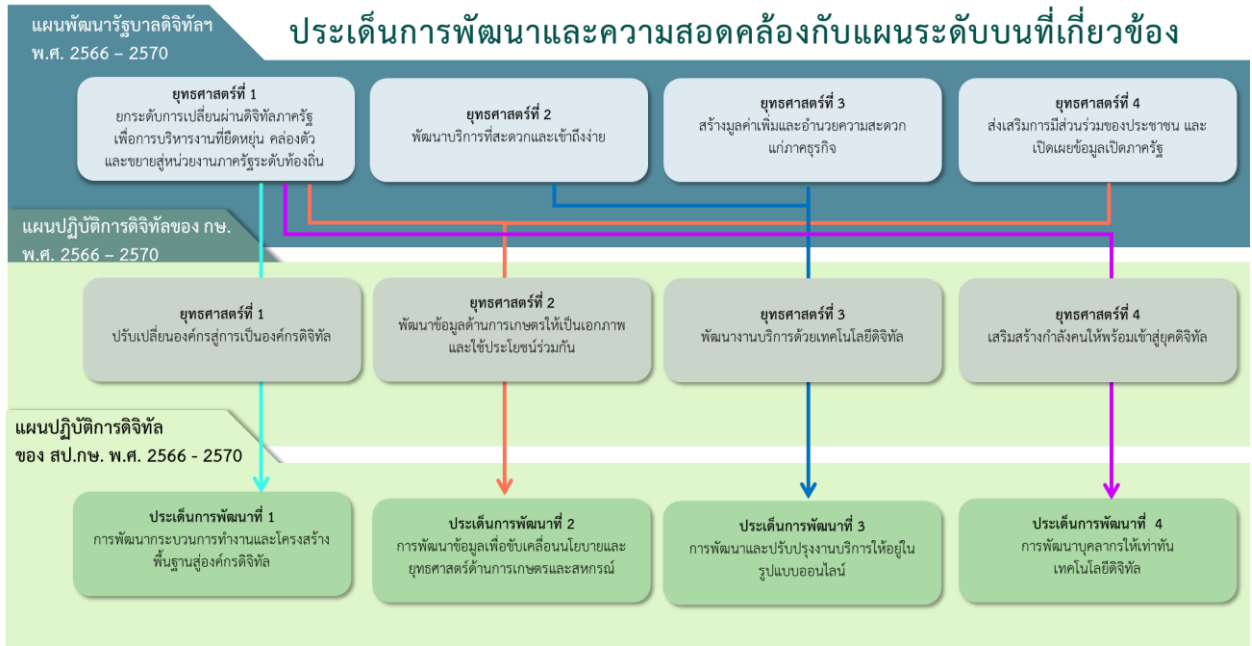 แผนพัฒนารัฐบาลดิจิทัลฯ
พ.ศ. 2566 – 2570
ประเด็นการพัฒนาและความสอดคล้องกับแผนระดับบนที่เกี่ยวข้อง
ยุทธศาสตร์ที่ 1
ยกระดับการเปลี่ยนผ่านดิจิทัลภาครัฐ
เพื่อการบริหารงานที่ยืดหยุ่น คล่องตัว
และขยายสู่หน่วยงานภาครัฐระดับท้องถิ่น
ยุทธศาสตร์ที่ 2
พัฒนาบริการที่สะดวกและเข้าถึงง่าย
ยุทธศาสตร์ที่ 3
สร้างมูลค่าเพิ่มและอำนวยความสะดวก
แก่ภาคธุรกิจ
ยุทธศาสตร์ที่ 4
ส่งเสริมการมีส่วนร่วมของประชาชน และ
เปิดเผยข้อมูลเปิดภาครัฐ
แผนปฏิบัติการดิจิทัลของ กษ.
พ.ศ. 2566 – 2570
ยุทธศาสตร์ที่ 1
ปรับเปลี่ยนองค์กรสู่การเป็นองค์กรดิจิทัล
ยุทธศาสตร์ที่ 2
พัฒนาข้อมูลด้านการเกษตรให้เป็นเอกภาพ
และใช้ประโยชน์ร่วมกัน
ยุทธศาสตร์ที่ 3
พัฒนางานบริการด้วยเทคโนโลยีดิจิทัล
ยุทธศาสตร์ที่ 4
เสริมสร้างกำลังคนให้พร้อมเข้าสู่ยุคดิจิทัล
แผนปฏิบัติการดิจิทัล
ของ สป.กษ. พ.ศ. 2566 - 2570
ประเด็นการพัฒนาที่ 1
การพัฒนากระบวนการทำงานและโครงสร้าง
พื้นฐานสู่องค์กรดิจิทัล
ประเด็นการพัฒนาที่ 2
การพัฒนาข้อมูลเพื่อขับเคลื่อนนโยบายและ
ยุทธศาสตร์ด้านการเกษตรและสหกรณ์
ประเด็นการพัฒนาที่ 3
การพัฒนาและปรับปรุงงานบริการให้อยู่ใน
รูปแบบออนไลน์
ประเด็นการพัฒนาที่ 4
การพัฒนาบุคลากรให้เท่าทัน
เทคโนโลยีดิจิทัล